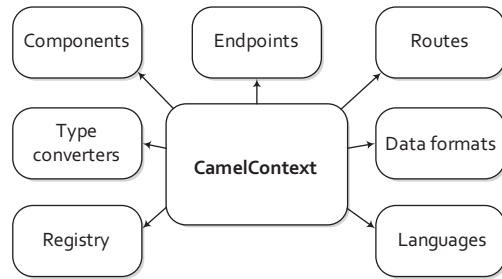 Components
Endpoints
Routes
Type
converters
CamelContext
Data formats
Registry
Languages